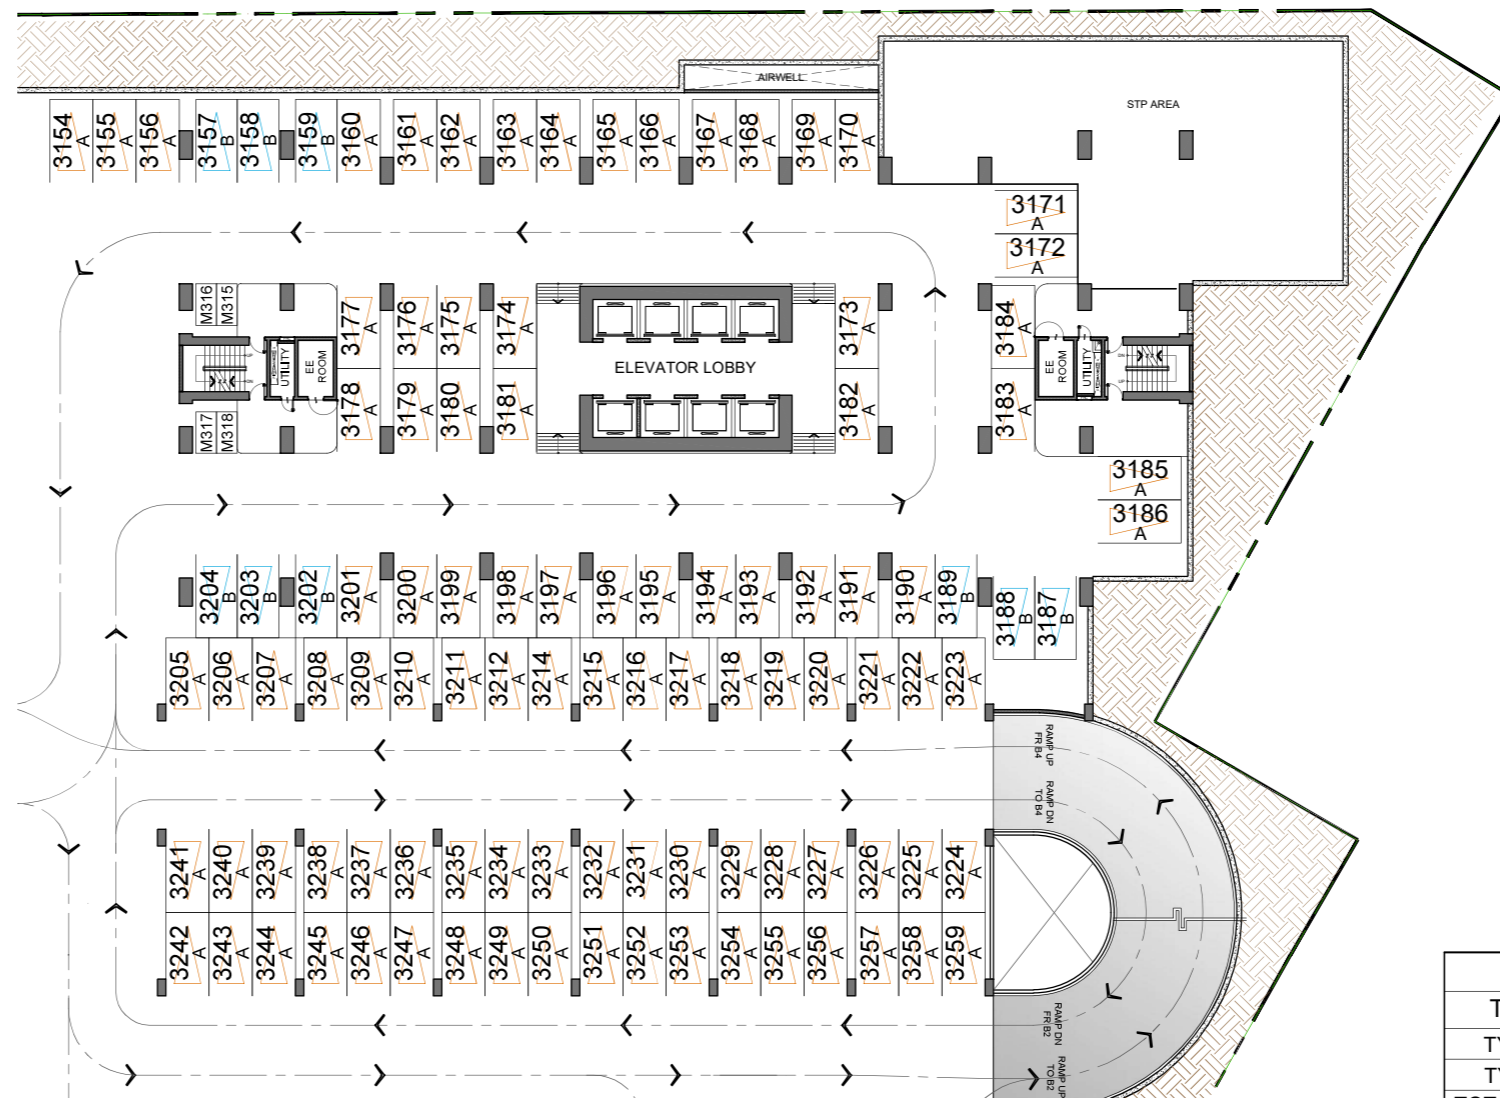 AIRWELL
STP AREA
3154 A
3155 A
3156 A
3157 B
3158 B
3159 B
3160 A
3161 A
3162 A
3163 A
3164 A
3165 A
3166 A
3167 A
3168 A
3169 A
3170 A
3171
A
3172
A
M316
M315
3177 A
3176 A
3175 A
3174 A
3173 A
3184 A
UTILITY
EE
ROOM
ELEVATOR LOBBY
EE
ROOM
UTILITY
M317
M318
3178 A
3179 A
3180 A
3181 A
3182 A
3183 A
3185
A
3186
A
3204 B
3203 B
3202 B
3201 A
3200 A
3199 A
3198 A
3197 A
3196 A
3195 A
3194 A
3193 A
3192 A
3191 A
3190 A
3189 B
3188 B
3187 B
3205 A
3206 A
3207 A
3208 A
3209 A
3210 A
3211 A
3212 A
3214 A
3215 A
3216 A
3217 A
3218 A
3219 A
3220 A
3221 A
3222 A
3223 A
RAMP UP
FR B4
RAMP DN
TO B4
3241 A
3240 A
3239 A
3238 A
3237 A
3236 A
3235 A
3234 A
3233 A
3232 A
3231 A
3230 A
3229 A
3228 A
3227 A
3226 A
3225 A
3224 A
3242 A
3243 A
3244 A
3245 A
3246 A
3247 A
3248 A
3249 A
3250 A
3251 A
3252 A
3253 A
3254 A
3255 A
3256 A
3257 A
3258 A
3259 A
RAMP DN
FR B2
RAMP UP
TO B2
T
TY
TY